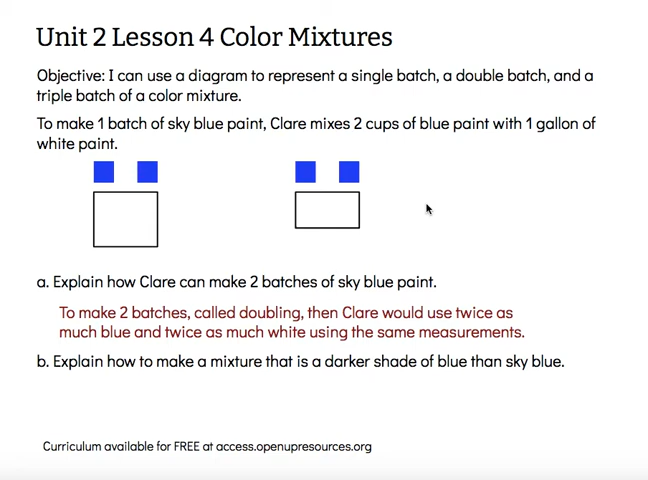 Unit 2 Lesson 4 Color Mixtures
Objective: I can use a diagram to represent a single batch, a double batch, and a
triple batch of a color mixture.
To make 1 batch of sky blue paint, Clare mixes 2 cups of blue paint with 1 gallon of
white paint.
a. Explain how Clare can make 2 batches of sky blue paint.
To make 2 batches, called doubling, then Clare would use twice as
much blue and twice as much white using the same measurements.
b. Explain how to make a mixture that is a darker shade of blue than sky blue.
Curriculum available for FREE at access.openupresources.org